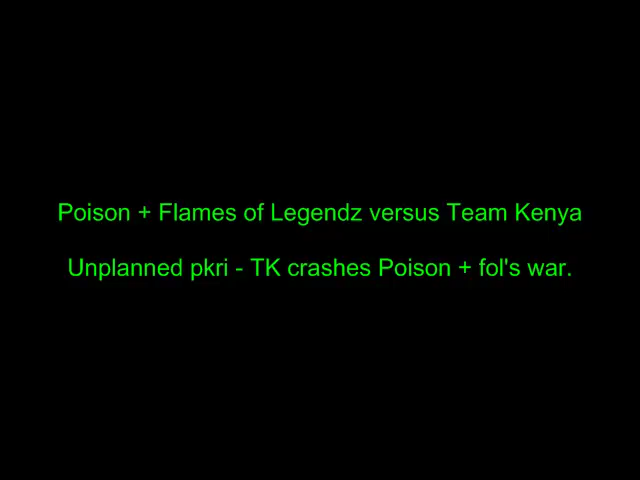 Poison + Flames of Legendz versus Team Kenya
Unplanned pkri - TK crashes Poison + fol's war.